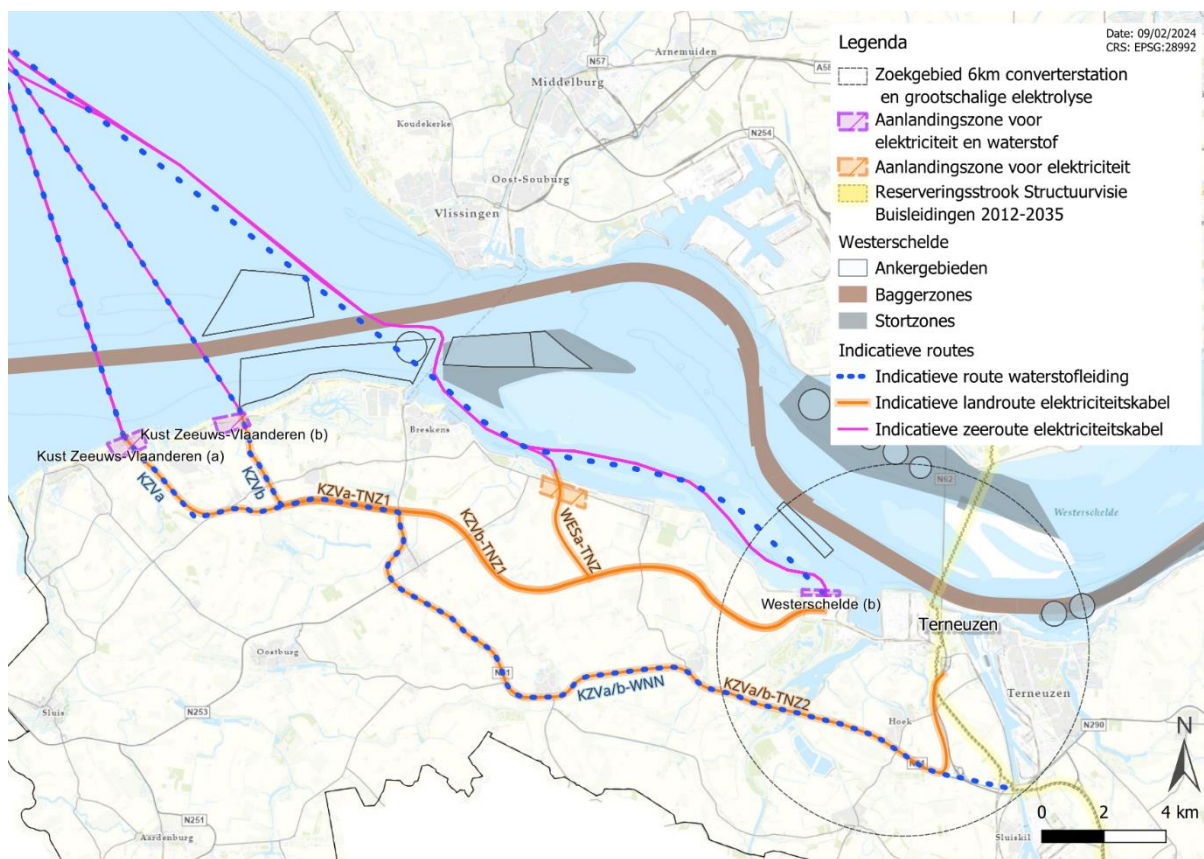 Legenda
Date: 09/02/2024
CRS: EPSG:28992
Zoekgebied 6km converterstation
en grootschalige elektrolyse
Aanlandingszone voor
elektriciteit en waterstof
Aanlandingszone voor elektriciteit
Reserveringsstrook Structuurvisie
Buisleidingen 2012-2035
Westerschelde
Ankergebieden
Baggerzones
Stortzones
Indicatieve routes
Indicatieve route waterstofleiding
Indicatieve landroute elektriciteitskabel
Indicatieve zeeroute elektriciteitskabel
Arnemuiden
N57
A58
Middelburg
Koudekerke
N254
Oost-Souburg
Vlissingen
Breskens
Kust Zeeuws-Vlaanderen (b)
Kust Zeeuws-Vlaanderen (a)
KZVa
KZVb
KZVa-TNZ1
KZVb-TNZ1
WESa-TNZ
N62
Westerschelde
Westerschelde (b)
Terneuzen
Oostburg
N61
KZVa/b-WNN
KZVa/b-TNZ2
Terneuzen
Sluis
N253
Hoek
N290
N61
N
N251
Aardenburg
Sluiskil
0 2 4 km